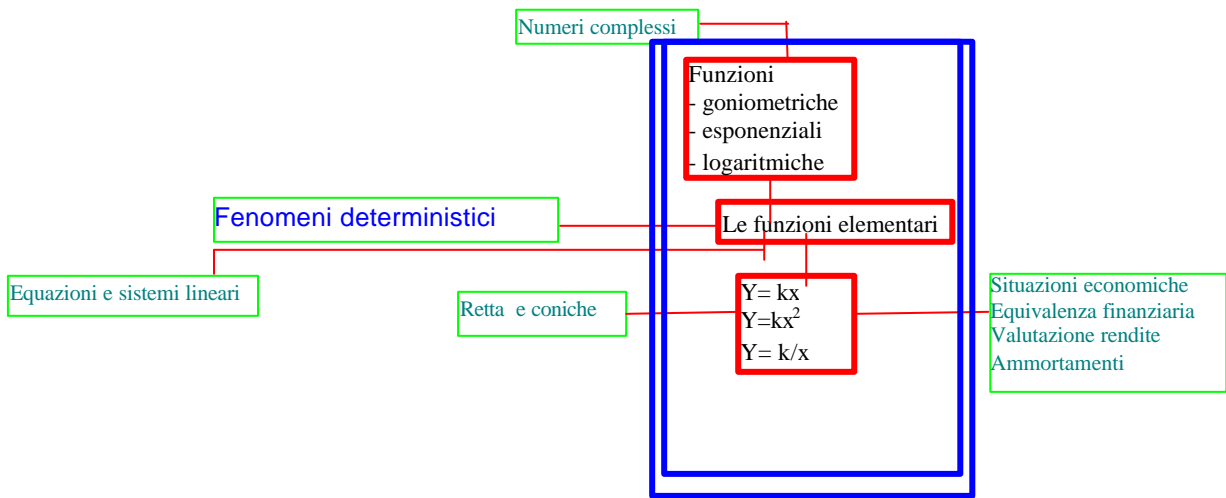 Numeri complessi
Funzioni
- goniometriche
- esponenziali
- logaritmiche
Fenomeni deterministici
Le funzioni elementari
Equazioni e sistemi lineari
Retta e coniche
Y= kx
Y=kx²
Y= k/x
Situazioni economiche
Equivalenza finanziaria
Valutazione rendite
Ammortamenti